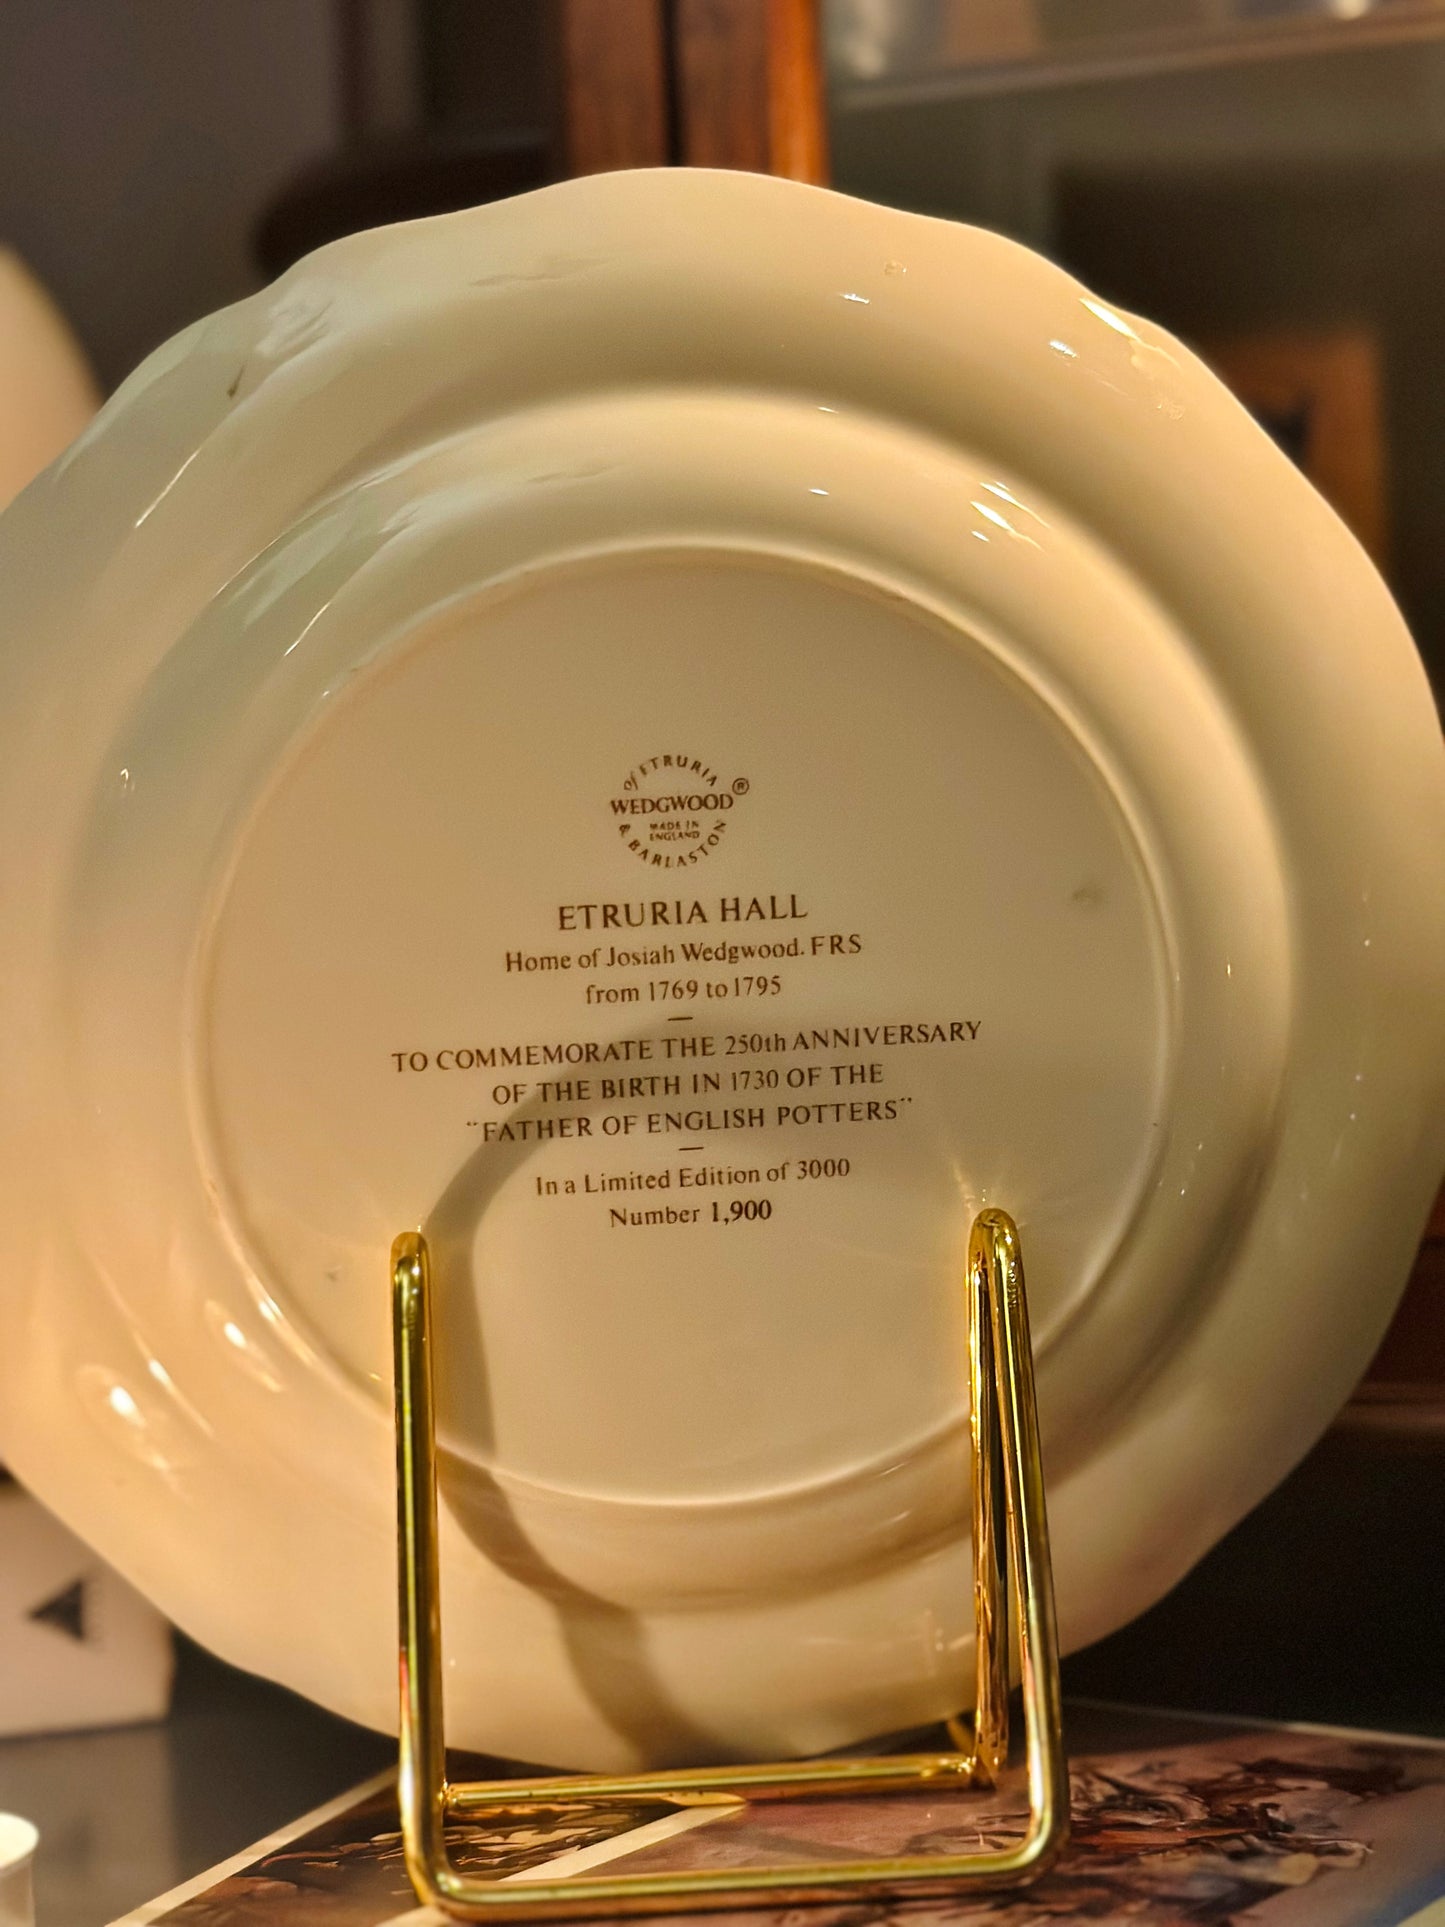 of ETRURIA
WEDGWOOD®
MADE IN
ENGLAND
& BARLASTON
ETRURIA HALL
Home of Josiah Wedgwood. FRS
from 1769 to 1795
TO COMMEMORATE THE 250th ANNIVERSARY
OF THE BIRTH IN 1730 OF THE
"FATHER OF ENGLISH POTTERS"
In a Limited Edition of 3000
Number 1,900